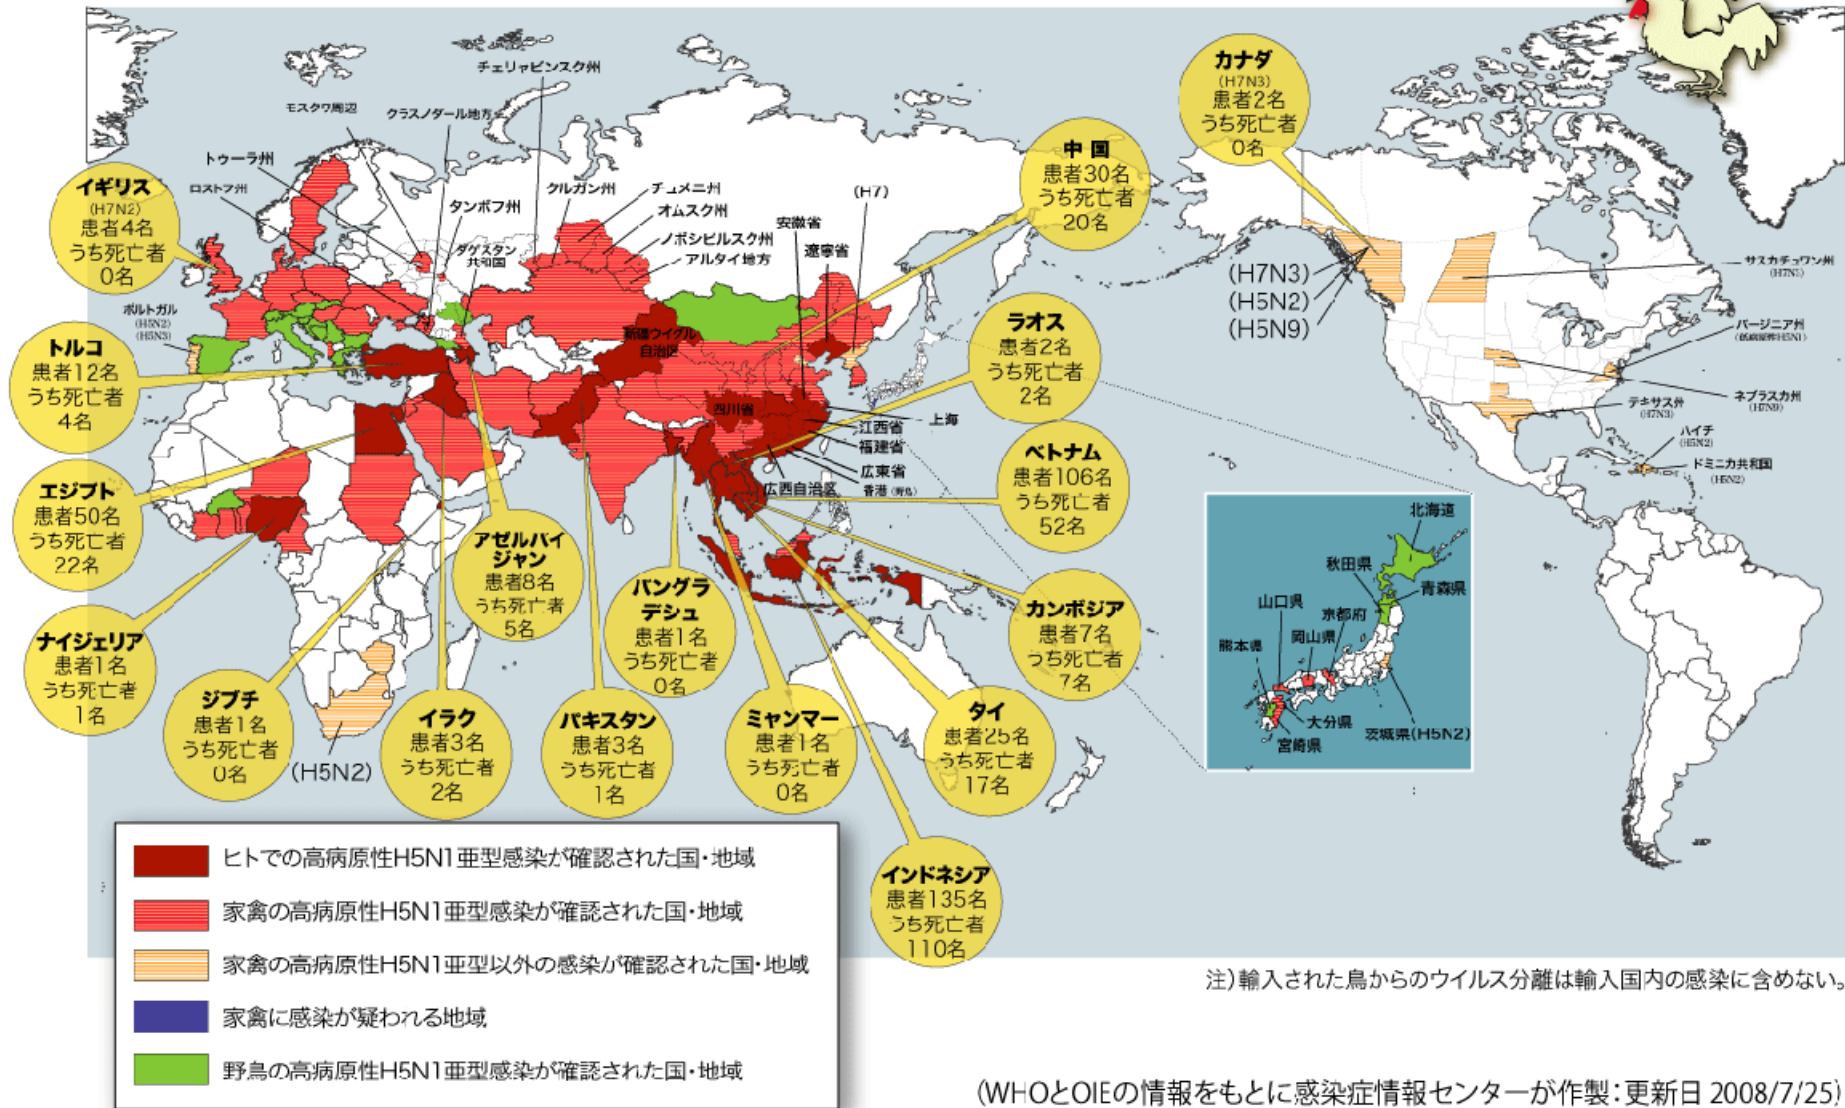 チェリャビンスク州
モスクワ周辺
クラスノダール地方
トゥーラ州
ロストフ州
タンボフ州
ダゲスタン
共和国
クルガン州
チュメニ州
オムスク州
ノボシビルスク州
アルタイ地方
安徽省
遼寧省
(H7)
イギリス
(H7N2)
患者4名
うち死亡者
0名
中国
患者30名
うち死亡者
20名
カナダ
(H7N3)
患者2名
うち死亡者
0名
(H7N3)
(H5N2)
(H5N9)
サスカチュワン州
(H7N3)
バージニア州
(低病原性H5N1)
ネブラスカ州
(H7N9)
テキサス州
(H7N3)
ハイチ
(H5N2)
ドミニカ共和国
(H5N2)
ポルトガル
(H5N2)
(H5N3)
トルコ
患者12名
うち死亡者
4名
新疆ウイグル
自治区
四川省
上海
江西省
福建省
広東省
香港(野鳥)
広西自治区
ラオス
患者2名
うち死亡者
2名
ベトナム
患者106名
うち死亡者
52名
エジプト
患者50名
うち死亡者
22名
アゼルバイ
ジャン
患者8名
うち死亡者
5名
バングラ
デシュ
患者1名
うち死亡者
0名
カンボジア
患者7名
うち死亡者
7名
ナイジェリア
患者1名
うち死亡者
1名
ジブチ
患者1名
うち死亡者
0名
(H5N2)
イラク
患者3名
うち死亡者
2名
パキスタン
患者3名
うち死亡者
1名
ミャンマー
患者1名
うち死亡者
0名
タイ
患者25名
うち死亡者
17名
インドネシア
患者135名
うち死亡者
110名
北海道
秋田県
青森県
山口県
京都府
岡山県
熊本県
大分県
宮崎県
茨城県(H5N2)
ヒトでの高病原性H5N1亜型感染が確認された国・地域
家禽の高病原性H5N1亜型感染が確認された国・地域
家禽の高病原性H5N1亜型以外の感染が確認された国・地域
家禽に感染が疑われる地域
野鳥の高病原性H5N1亜型感染が確認された国・地域
注)輸入された鳥からのウイルス分離は輸入国内の感染に含めない。
(WHOとOIEの情報をもとに感染症情報センターが作製:更新日 2008/7/25)